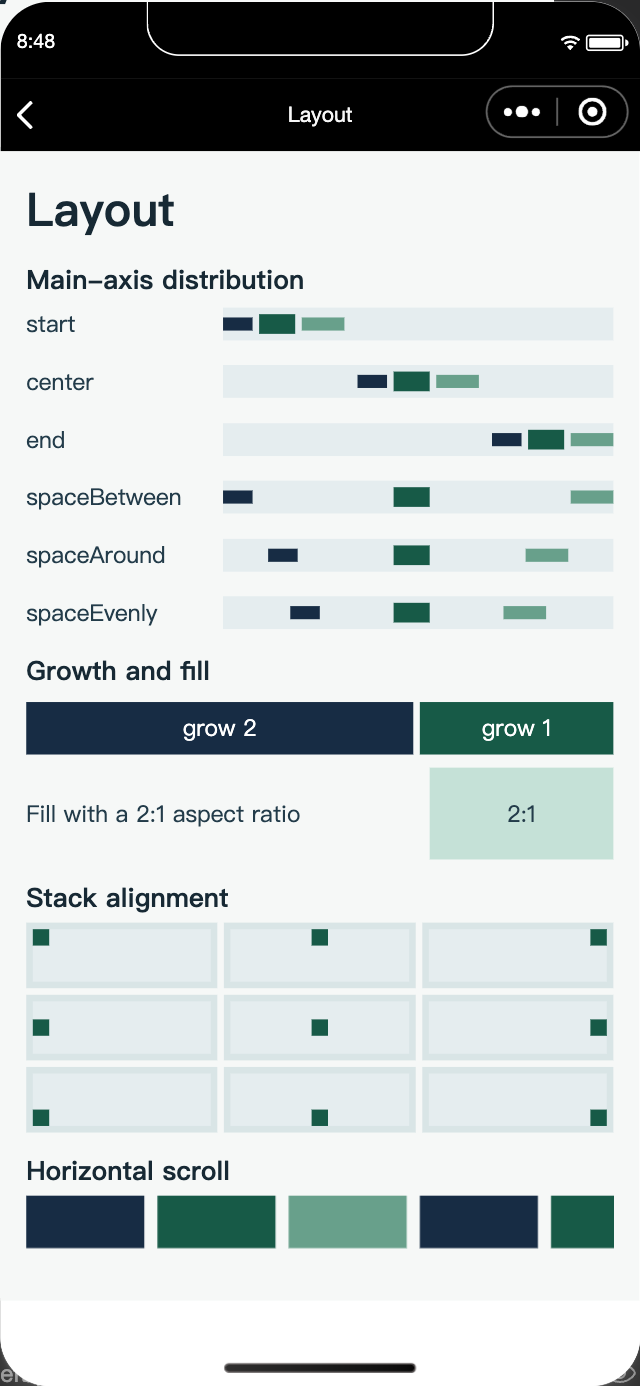 8:48
Layout
Layout
Main-axis distribution
start
center
end
spaceBetween
spaceAround
spaceEvenly
Growth and fill
grow 2
grow 1
Fill with a 2:1 aspect ratio
2:1
Stack alignment
Horizontal scroll